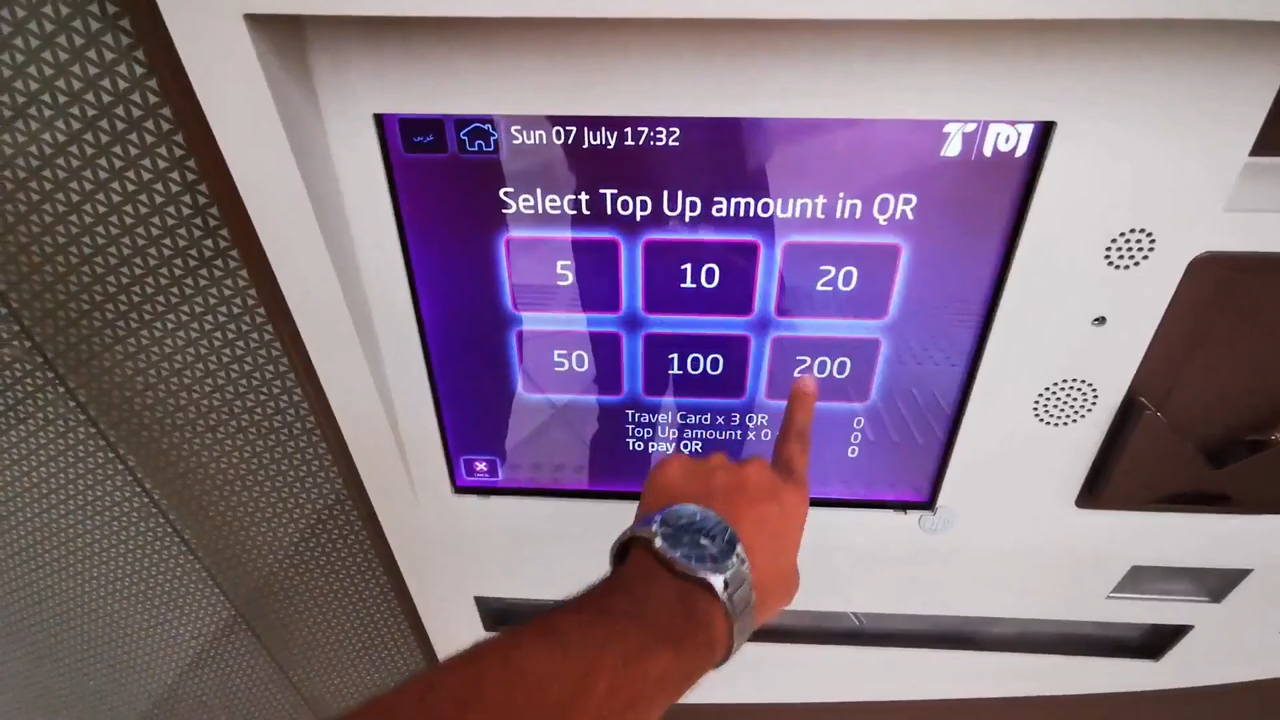 عربي
Sun 07 July 17:32
Select Top Up amount in QR
5 10 20
50 100 200
Travel Card x 3 QR 0
Top Up amount x 0 0
To pay QR 0